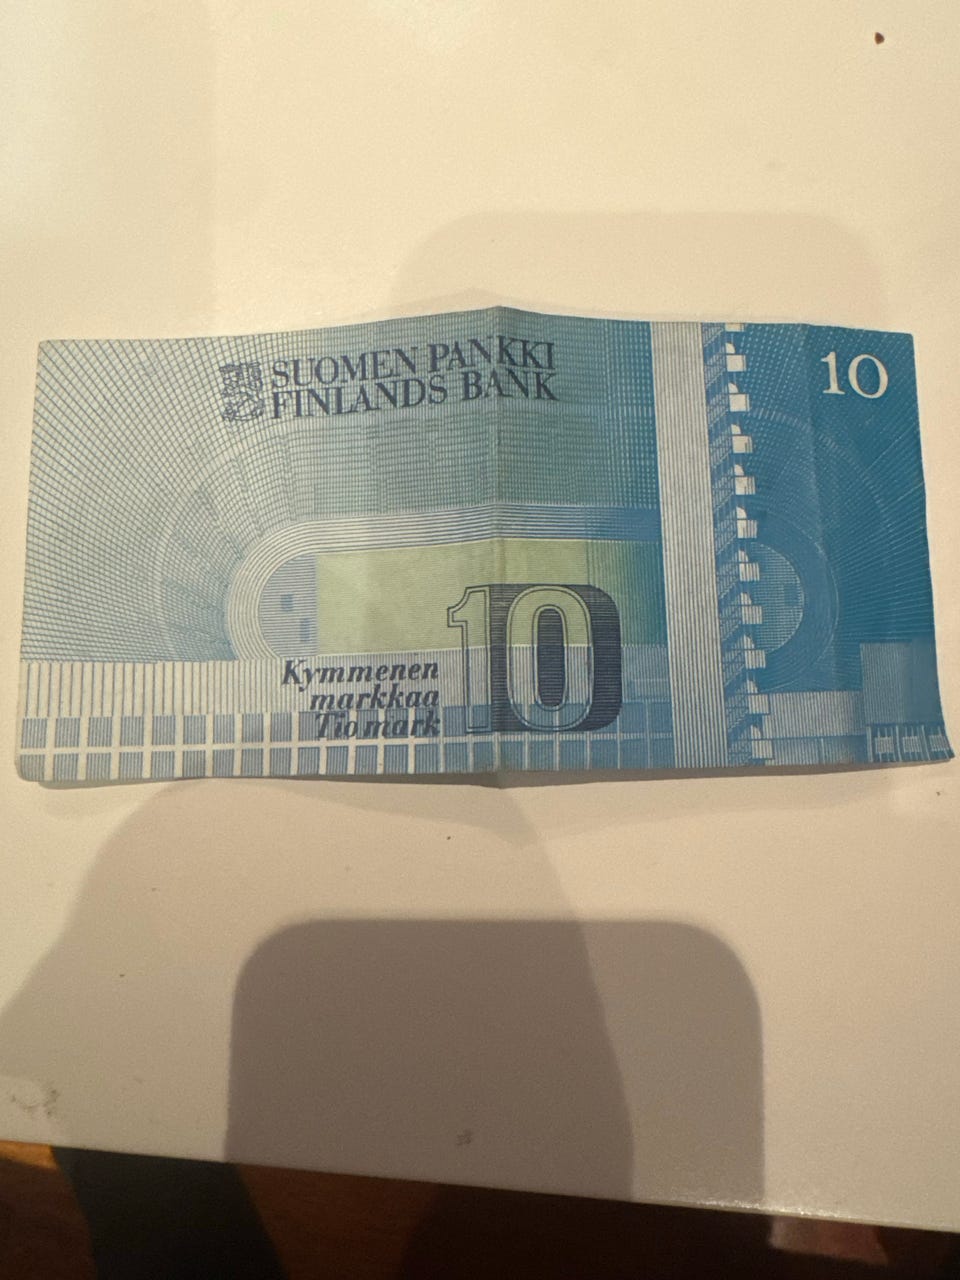 SUOMEN PANKKI
FINLANDS BANK
10
10
Kymmenen
markkaa
Tio mark